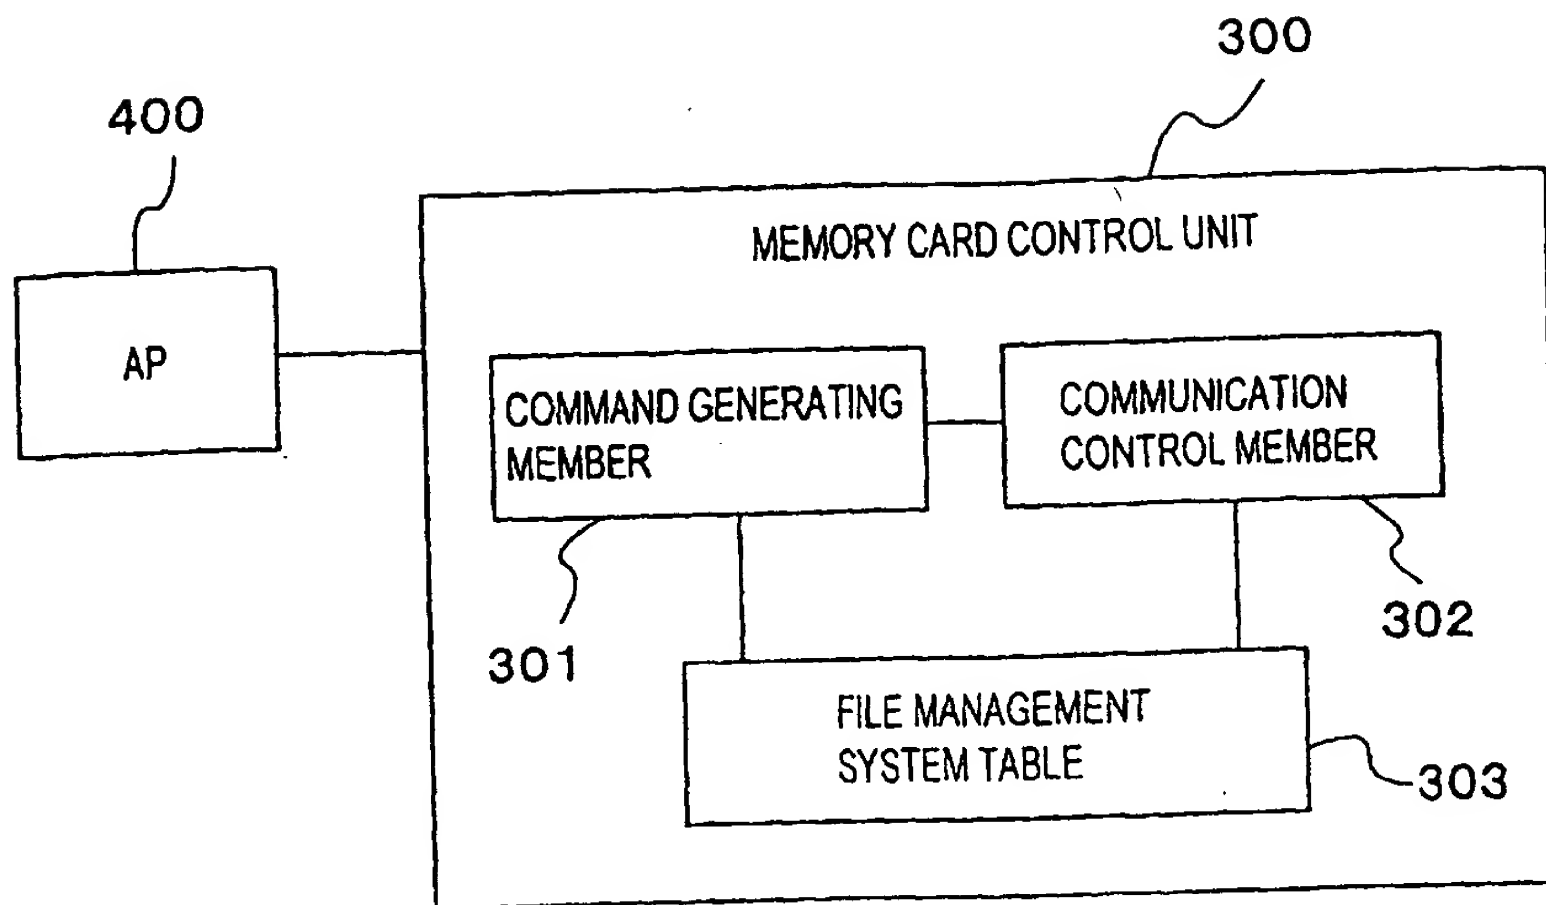 300
400
MEMORY CARD CONTROL UNIT
AP
COMMAND GENERATING
MEMBER
COMMUNICATION
CONTROL MEMBER
301
302
FILE MANAGEMENT
SYSTEM TABLE
303